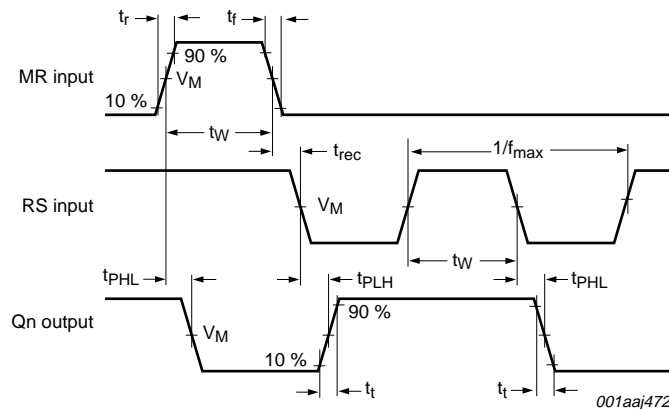 tr
tf
90 %
MR input
VM
10 %
tW
trec
1/fmax
RS input
VM
tW
tPHL
tPLH
tPHL
Qn output
90 %
VM
10 %
tt
tt
001aaj472